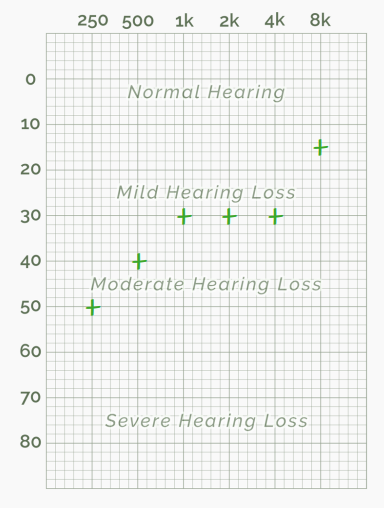 250 500 1k 2k 4k 8k
0
Normal Hearing
10
20
Mild Hearing Loss
30
40
Moderate Hearing Loss
50
60
70
Severe Hearing Loss
80